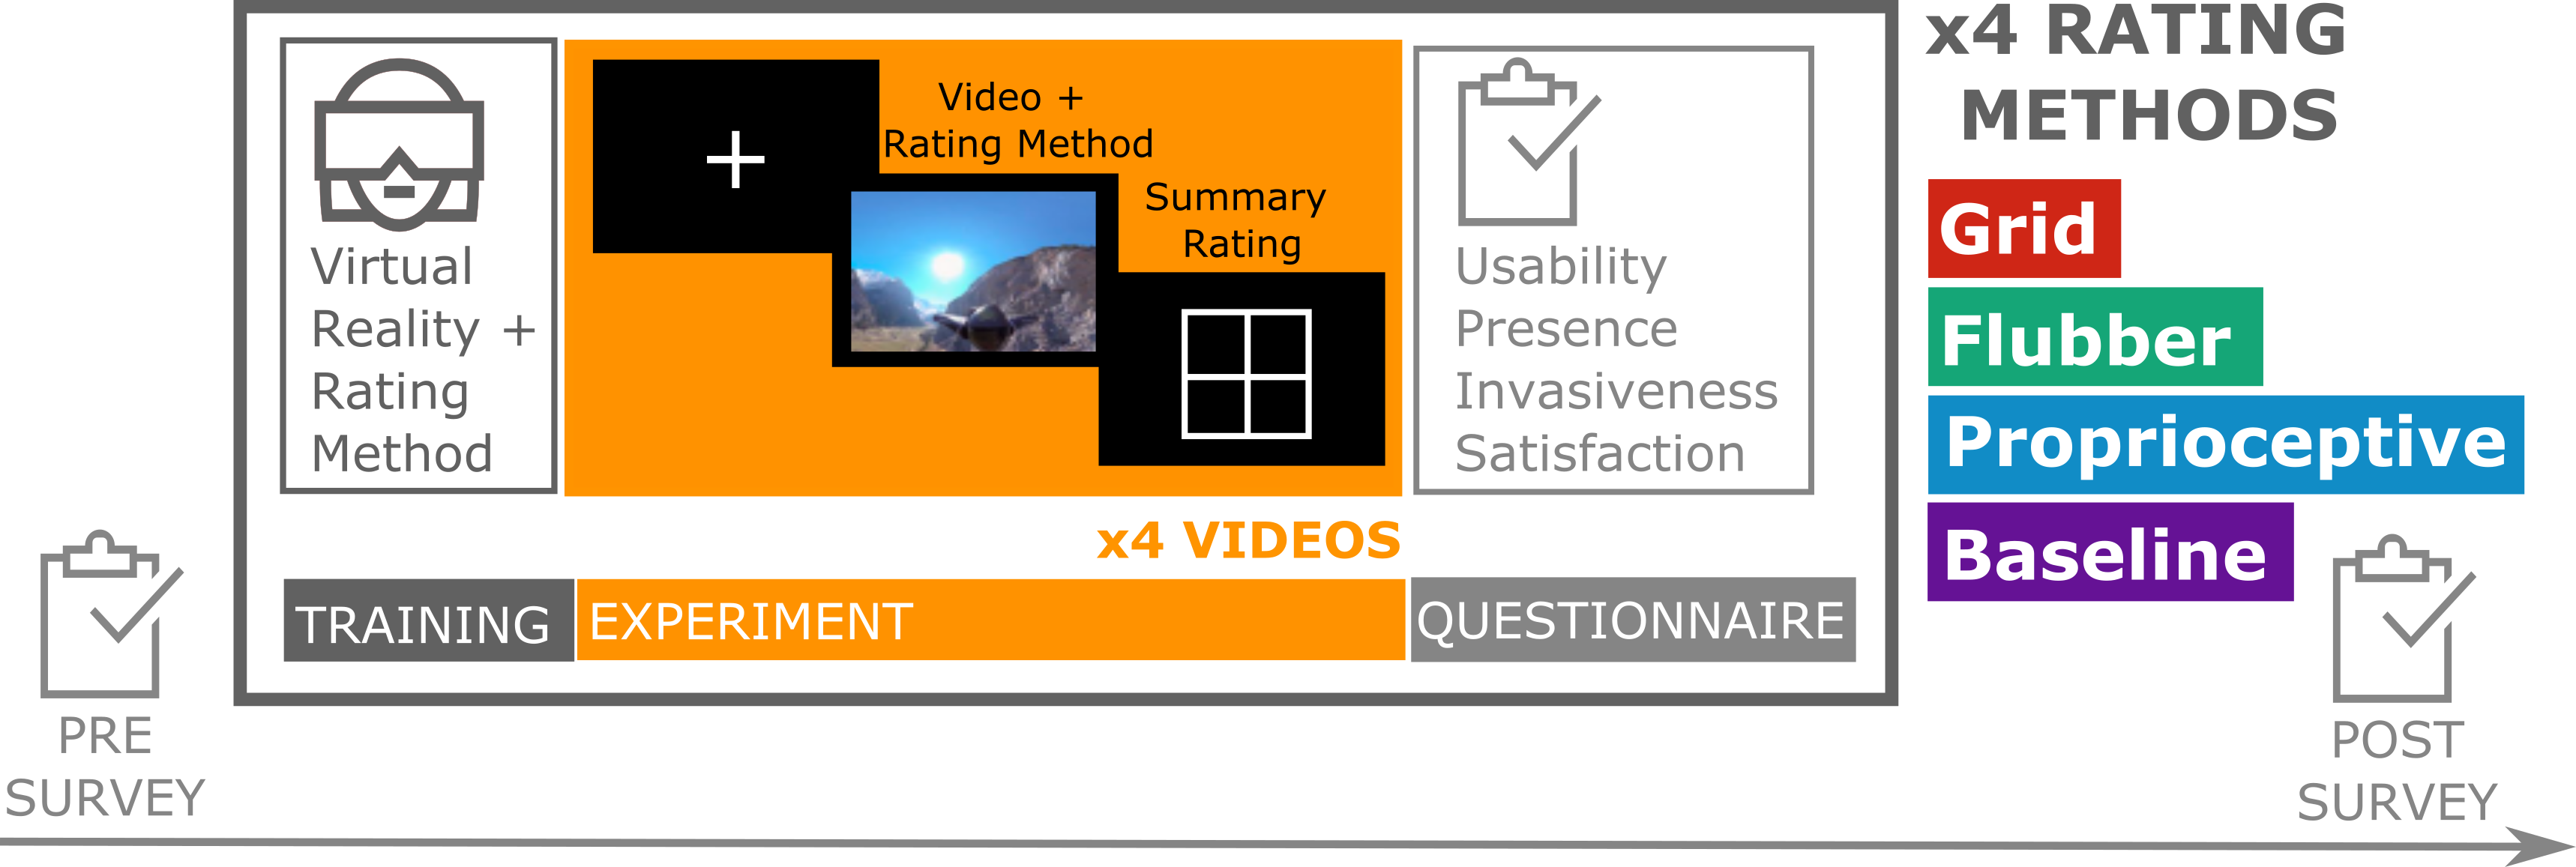 PRE
SURVEY
Virtual
Reality +
Rating
Method
TRAINING
Video +
Rating Method
Summary
Rating
x4 VIDEOS
EXPERIMENT
Usability
Presence
Invasiveness
Satisfaction
QUESTIONNAIRE
x4 RATING
METHODS
Grid
Flubber
Proprioceptive
Baseline
POST
SURVEY